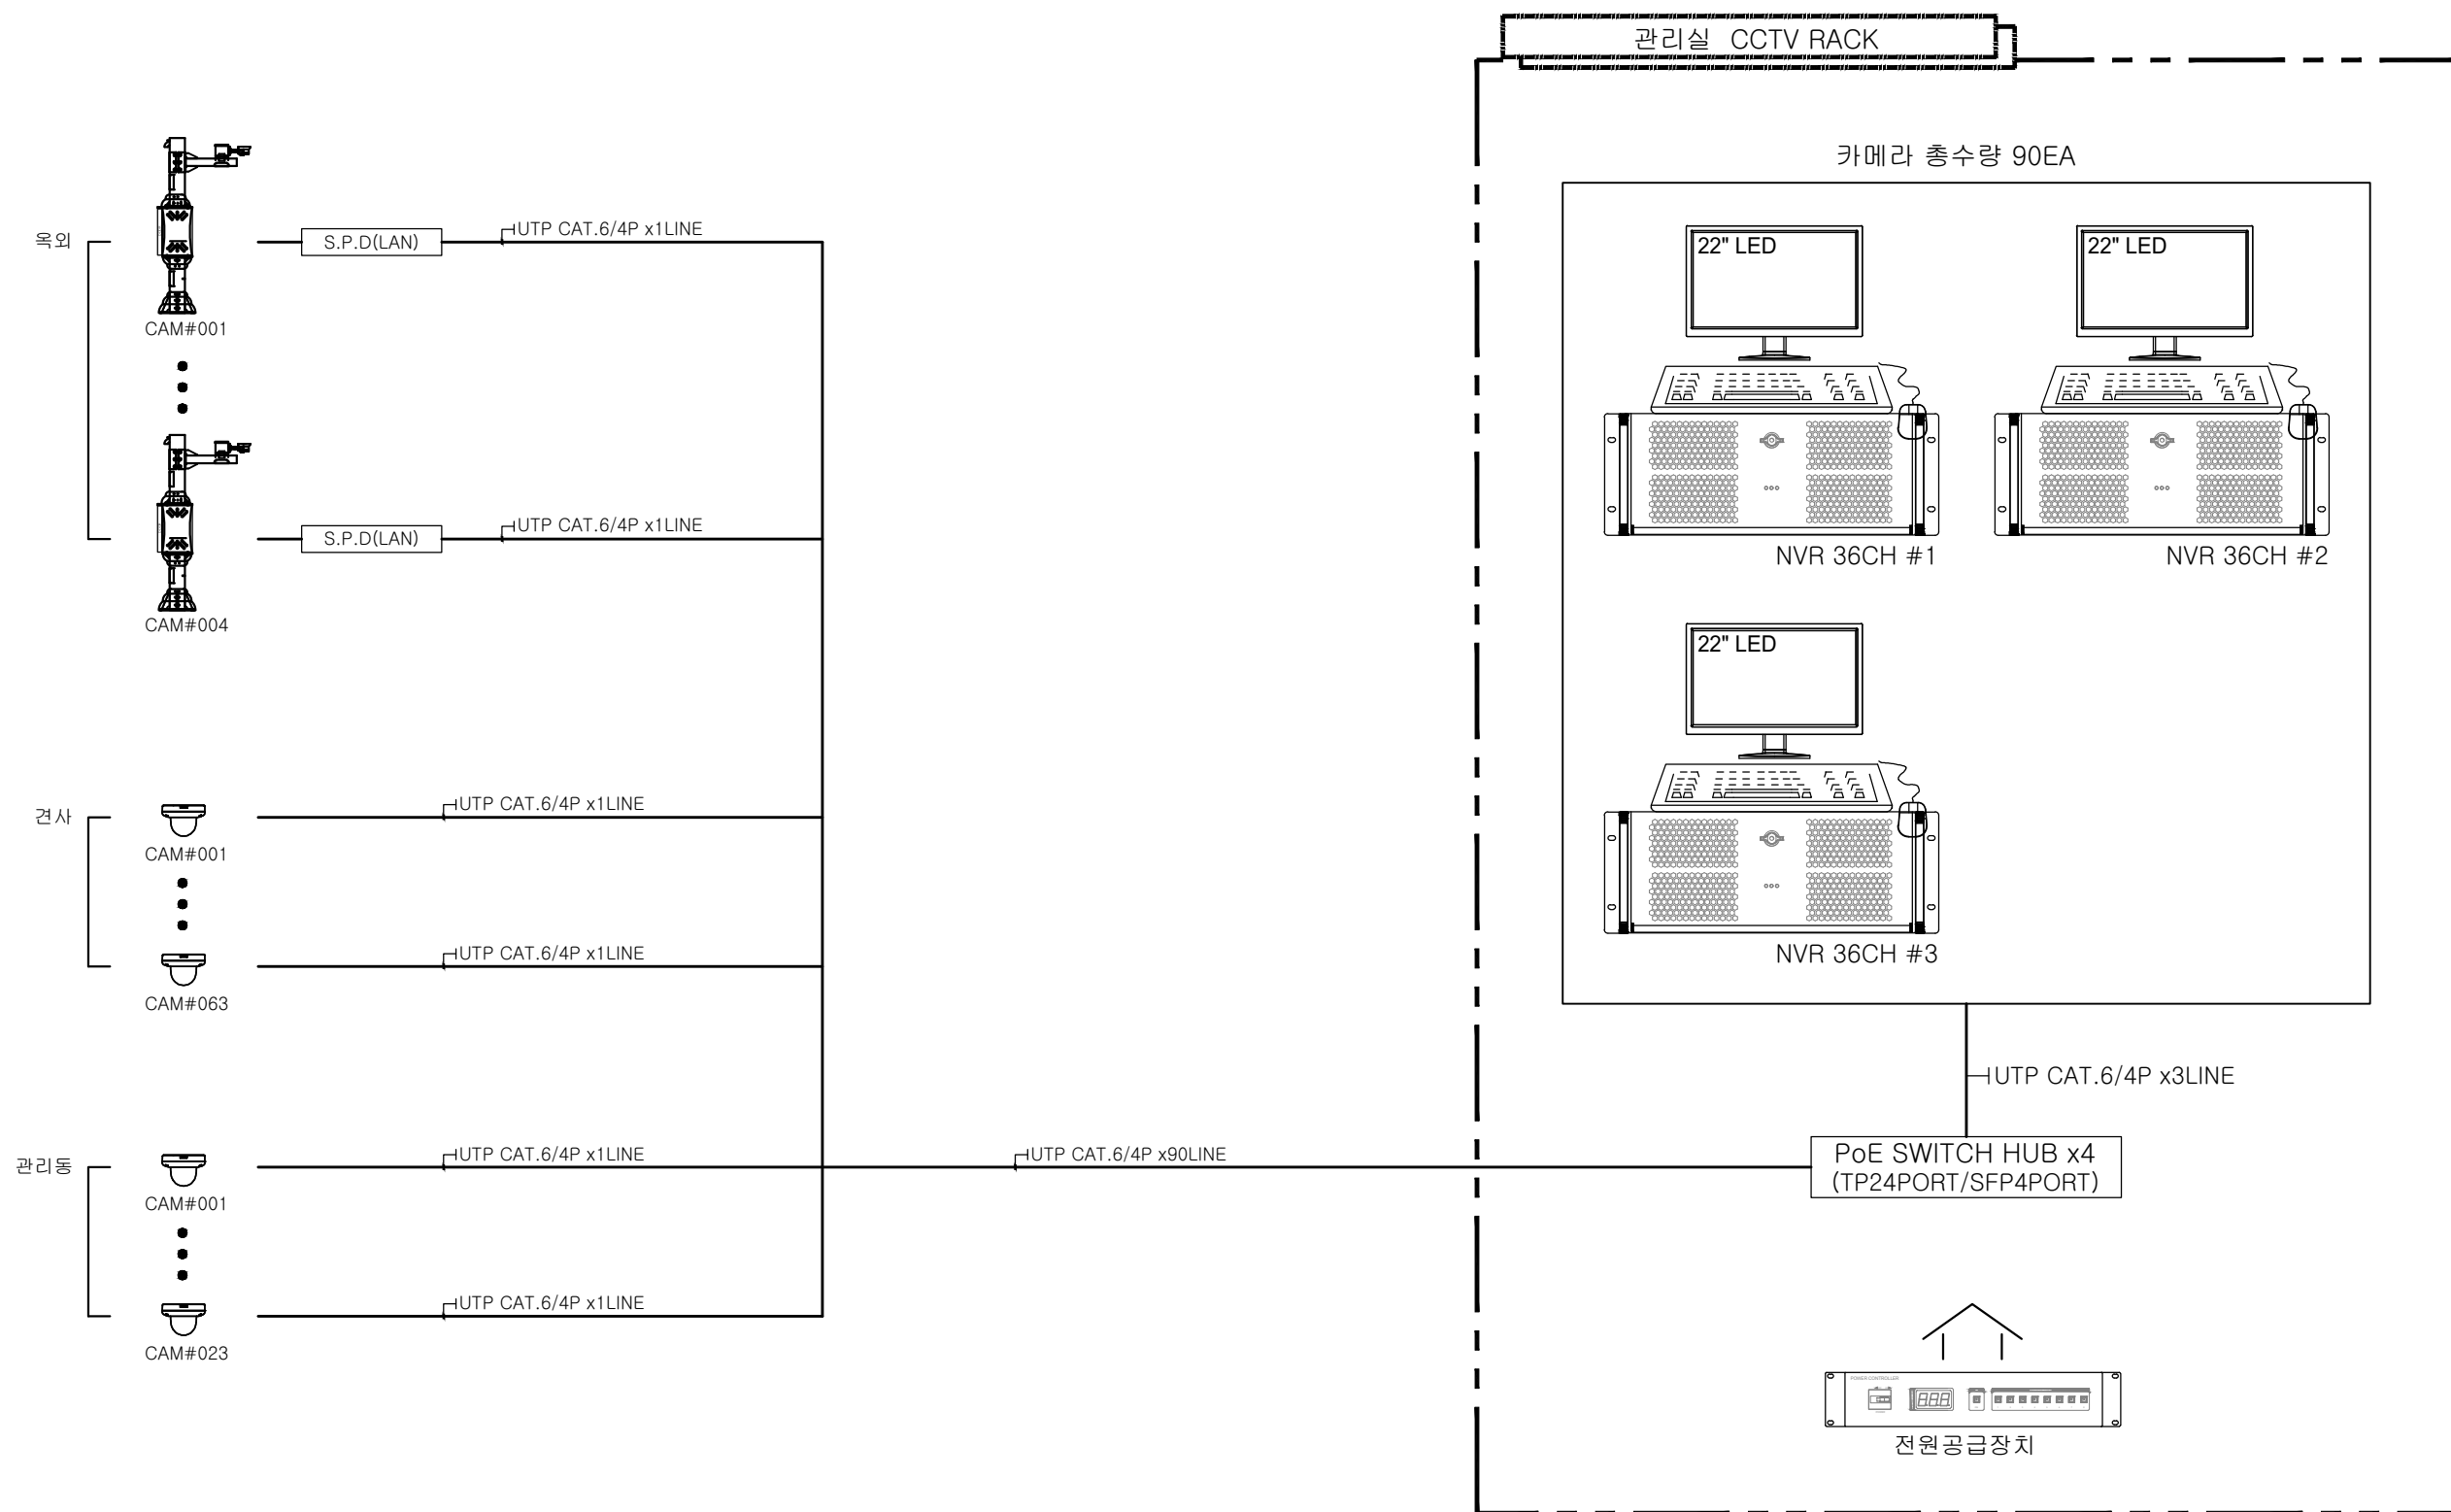 관리실 CCTV RACK
카메라 총수량 90EA
옥외
S.P.D(LAN)
UTP CAT.6/4P x1LINE
CAM#001
S.P.D(LAN)
UTP CAT.6/4P x1LINE
CAM#004
22" LED
22" LED
NVR 36CH #1
NVR 36CH #2
22" LED
NVR 36CH #3
견사
UTP CAT.6/4P x1LINE
CAM#001
UTP CAT.6/4P x1LINE
CAM#063
UTP CAT.6/4P x3LINE
관리동
UTP CAT.6/4P x1LINE
CAM#001
UTP CAT.6/4P x90LINE
PoE SWITCH HUB x4
(TP24PORT/SFP4PORT)
UTP CAT.6/4P x1LINE
CAM#023
POWER CONTROLLER
전원공급장치